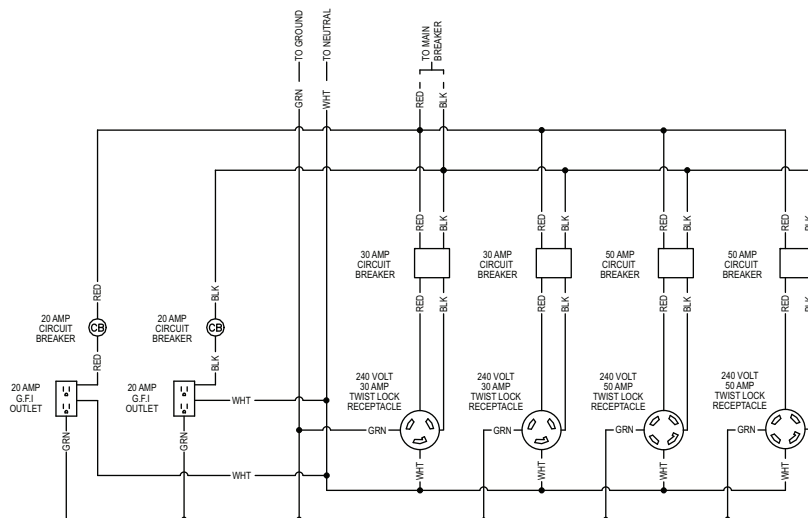 TO GROUND
TO NEUTRAL
TO MAIN
BREAKER
GRN
WHT
RED
BLK
RED
BLK
RED
BLK
RED
BLK
RED
BLK
30 AMP
CIRCUIT
BREAKER
30 AMP
CIRCUIT
BREAKER
50 AMP
CIRCUIT
BREAKER
50 AMP
CIRCUIT
BREAKER
RED
BLK
RED
BLK
RED
BLK
RED
BLK
RED
BLK
20 AMP
CIRCUIT
BREAKER
CB
20 AMP
CIRCUIT
BREAKER
CB
RED
BLK
20 AMP
G.F.I
OUTLET
20 AMP
G.F.I
OUTLET
WHT
240 VOLT
30 AMP
TWIST LOCK
RECEPTACLE
240 VOLT
30 AMP
TWIST LOCK
RECEPTACLE
240 VOLT
50 AMP
TWIST LOCK
RECEPTACLE
240 VOLT
50 AMP
TWIST LOCK
RECEPTACLE
GRN
GRN
GRN
GRN
GRN
GRN
WHT
WHT
WHT
WHT
WHT